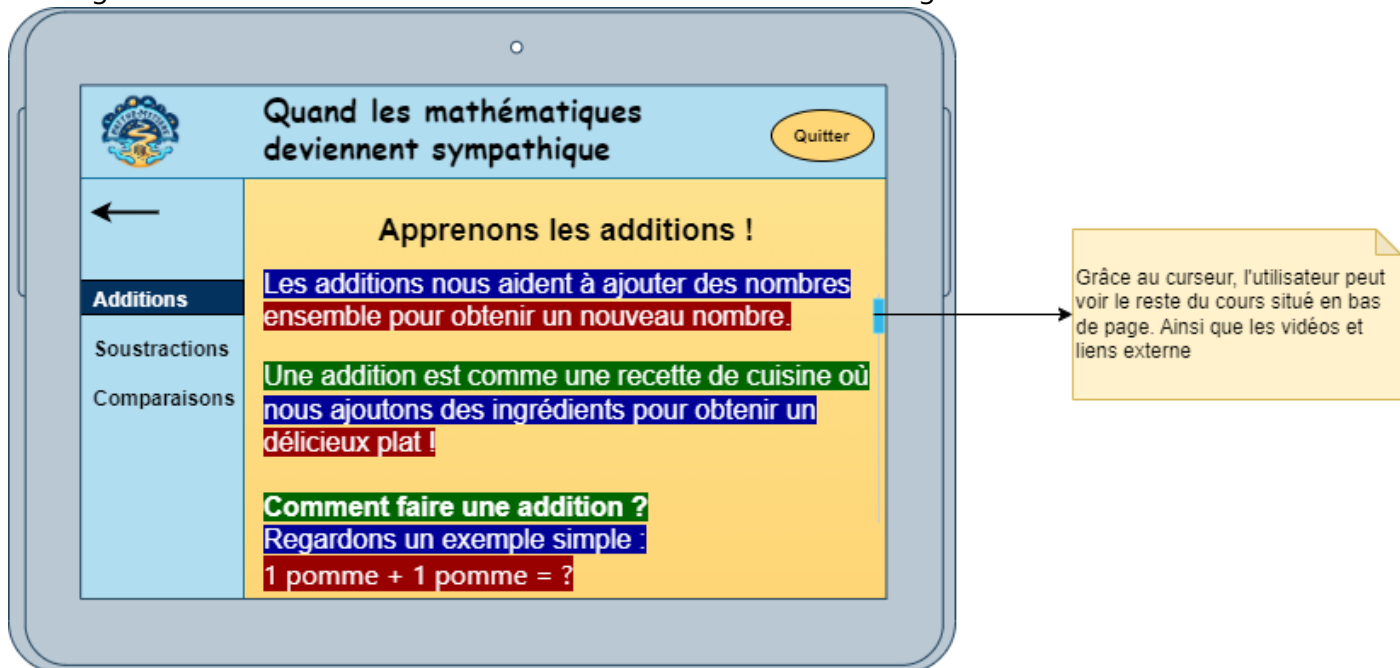 Quand les mathématiques
deviennent sympathique
Quitter
Apprenons les additions !
Additions
Soustractions
Comparaisons
Les additions nous aident à ajouter des nombres
ensemble pour obtenir un nouveau nombre.
Une addition est comme une recette de cuisine où
nous ajoutons des ingrédients pour obtenir un
délicieux plat !
Comment faire une addition ?
Regardons un exemple simple :
1 pomme + 1 pomme = ?
Grâce au curseur, l'utilisateur peut
voir le reste du cours situé en bas
de page. Ainsi que les vidéos et
liens externe